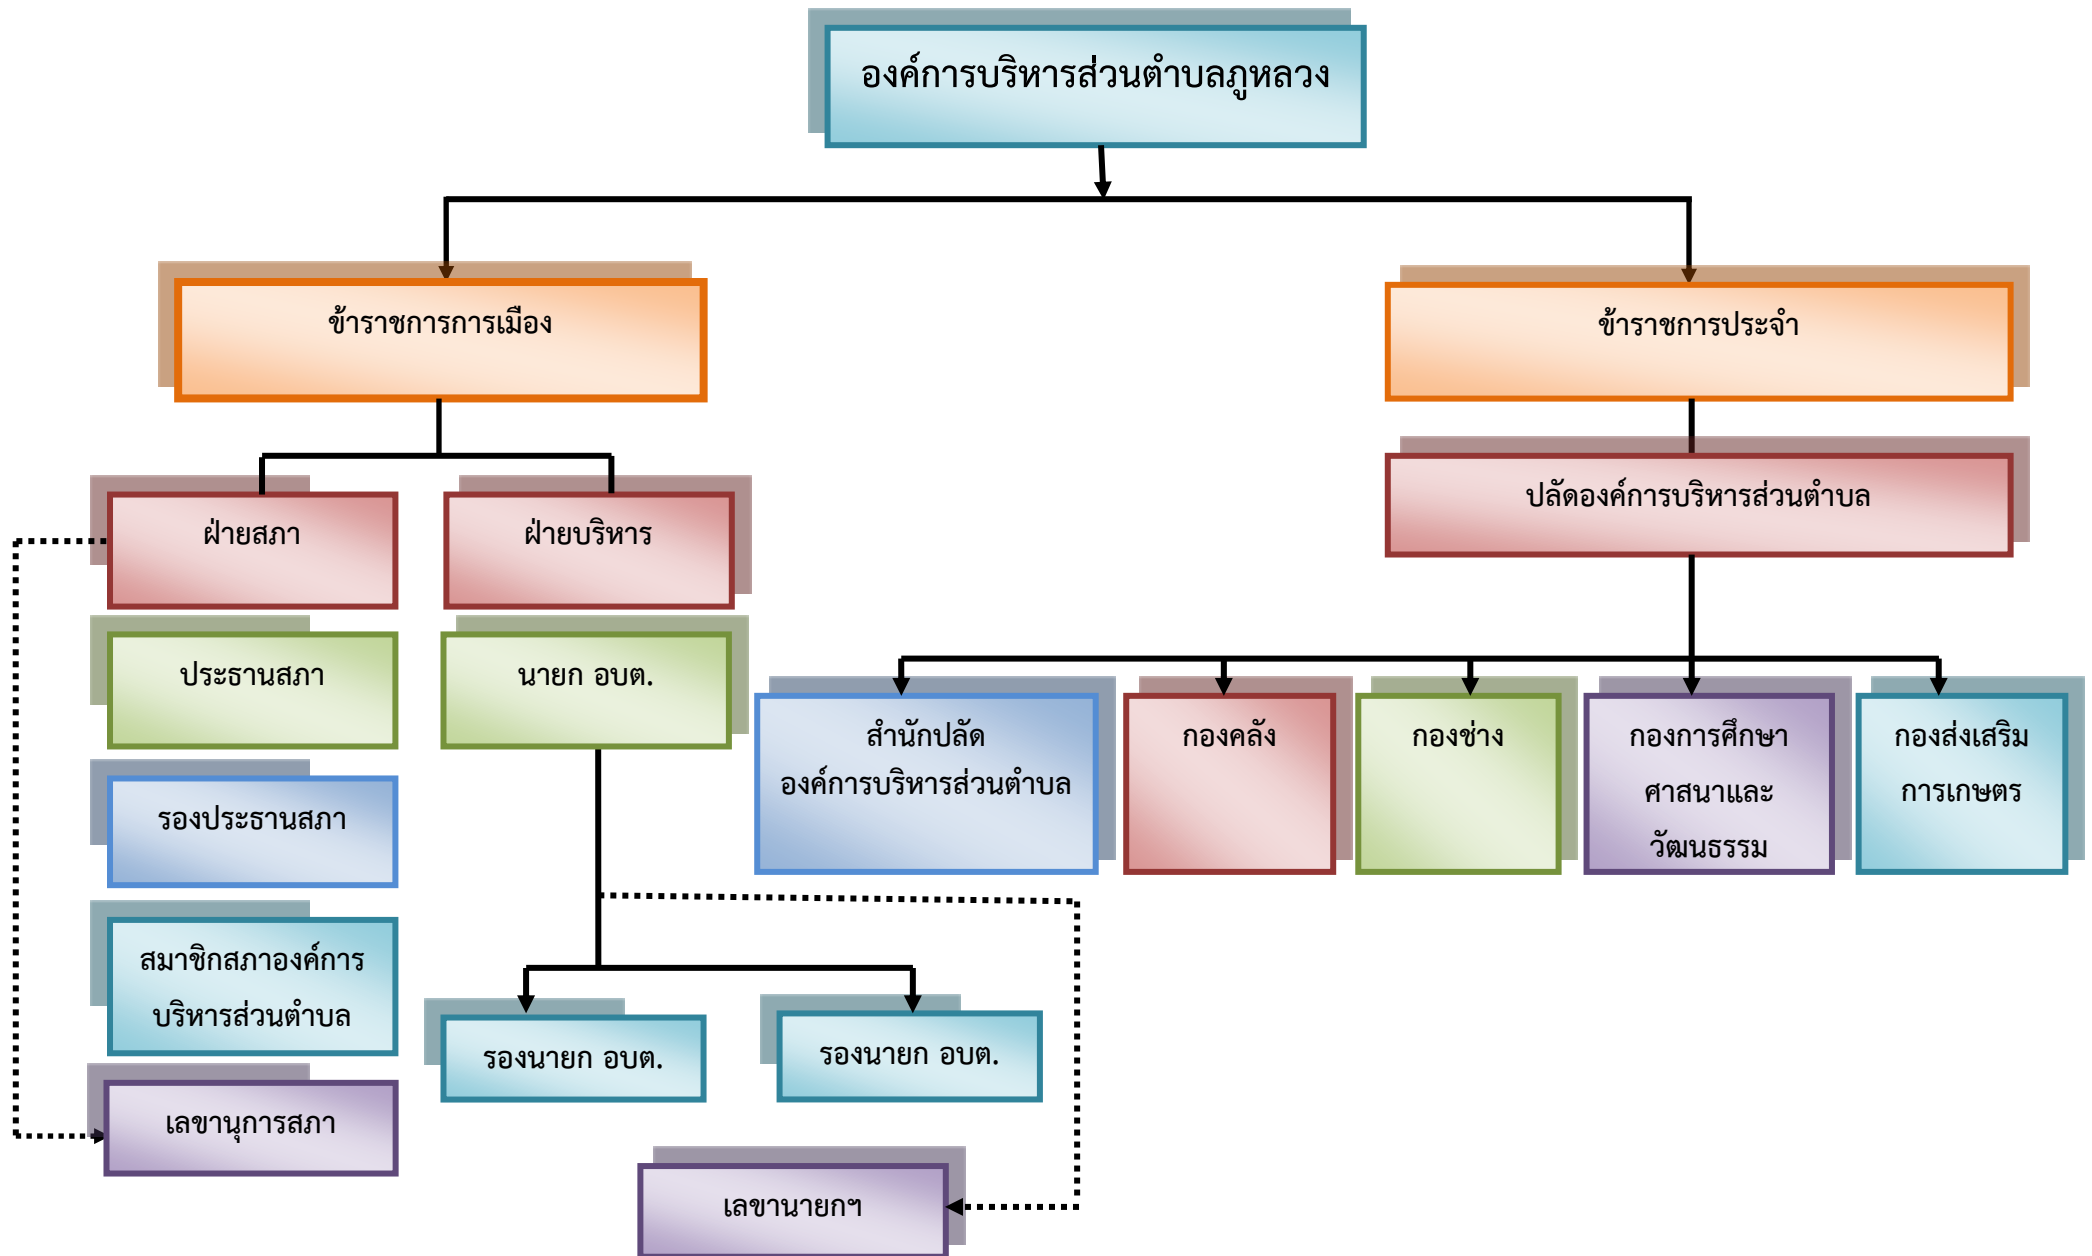 องค์การบริหารส่วนตำบลภูหลวง
ข้าราชการการเมือง
ข้าราชการประจำ
ปลัดองค์การบริหารส่วนตำบล
ฝ่ายสภา
ฝ่ายบริหาร
ประธานสภา
นายก อบต.
รองประธานสภา
สมาชิกสภาองค์การ
บริหารส่วนตำบล
เลขานุการสภา
รองนายก อบต.
รองนายก อบต.
เลขานายกฯ
สำนักปลัด
องค์การบริหารส่วนตำบล
กองคลัง
กองช่าง
กองการศึกษา
ศาสนาและ
วัฒนธรรม
กองส่งเสริม
การเกษตร